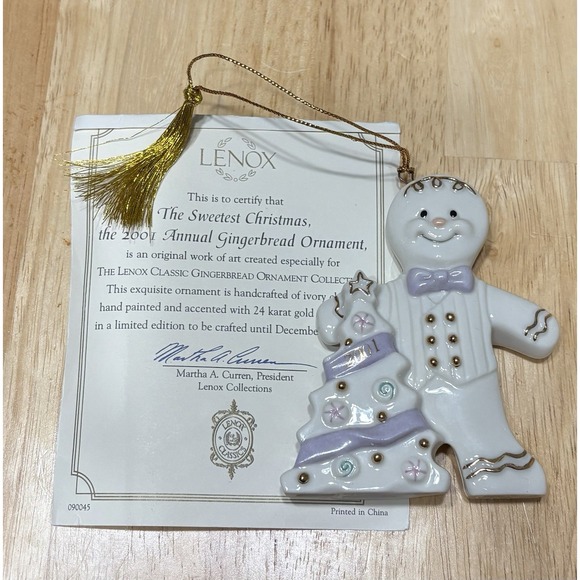 LENOX
This is to certify that
The Sweetest Christmas,
the 2001 Annual Gingerbread Ornament,
is an original work of art created especially for
THE LENOX CLASSIC GINGERBREAD ORNAMENT COLLECT
This exquisite ornament is handcrafted of ivory
hand painted and accented with 24 karat gold
in a limited edition to be crafted until December
Martha A. Curren
Martha A. Curren, President
Lenox Collections
LENOX
CLASSICS
090045
Printed in China
2001